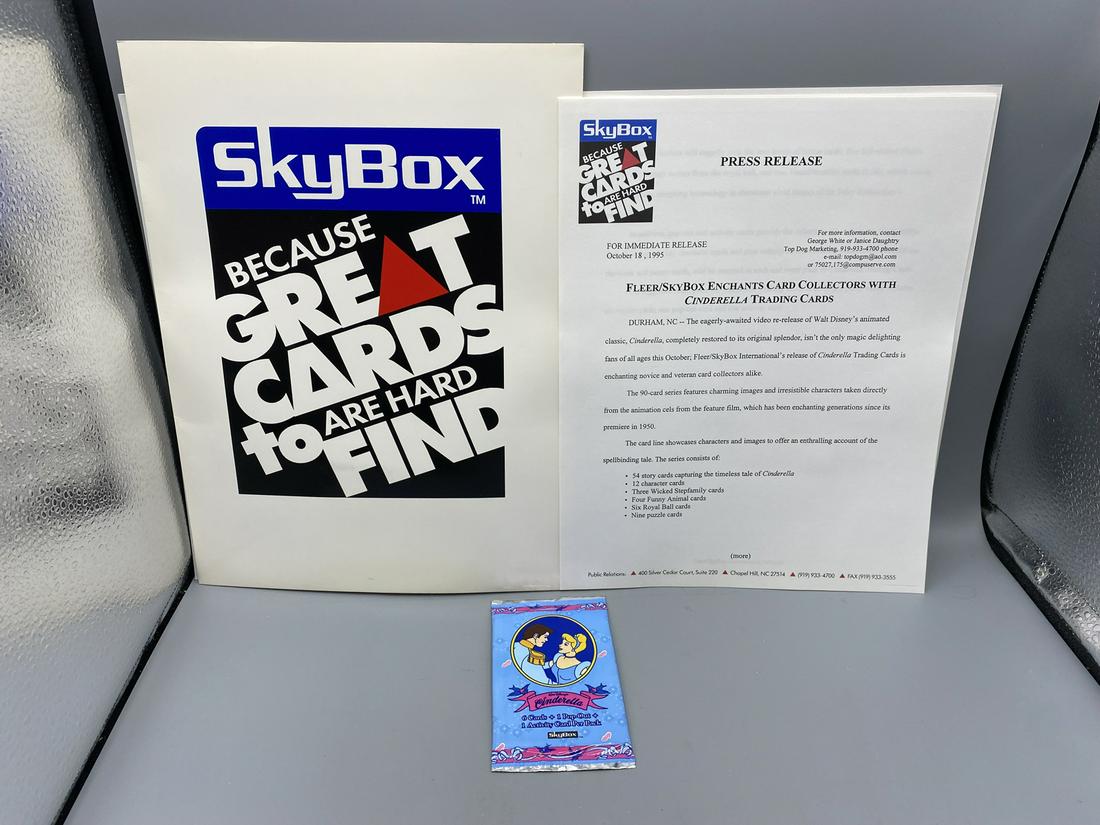 SkyBox™
BECAUSE
GREAT
CARDS
ARE HARD
to FIND
SkyBox™
BECAUSE
GREAT
CARDS
ARE HARD
to FIND
PRESS RELEASE
For more information, contact
George White or Janice Daughtry
Top Dog Marketing, 919-933-4700 phone
e-mail: topdogm@aol.com
or 75027,175@compuserve.com
FOR IMMEDIATE RELEASE
October 18 , 1995
FLEER/SKYBOX ENCHANTS CARD COLLECTORS WITH
CINDERELLA TRADING CARDS
DURHAM, NC -- The eagerly-awaited video re-release of Walt Disney's animated
classic, Cinderella, completely restored to its original splendor, isn't the only magic delighting
fans of all ages this October; Fleer/SkyBox International's release of Cinderella Trading Cards is
enchanting novice and veteran card collectors alike.
The 90-card series features charming images and irresistible characters taken directly
from the animation cels from the feature film, which has been enchanting generations since its
premiere in 1950.
The card line showcases characters and images to offer an enthralling account of the
spellbinding tale. The series consists of:
• 54 story cards capturing the timeless tale of Cinderella
• 12 character cards
• Three Wicked Stepfamily cards
• Four Funny Animal cards
• Six Royal Ball cards
• Nine puzzle cards
(more)
Public Relations: ▲ 400 Silver Cedar Court, Suite 220 ▲ Chapel Hill, NC 27514 ▲ (919) 933-4700 ▲ FAX (919) 933-3555
Cinderella
6 Cards + 1 Pop-Out +
1 Activity Card Per Pack
SkyBox